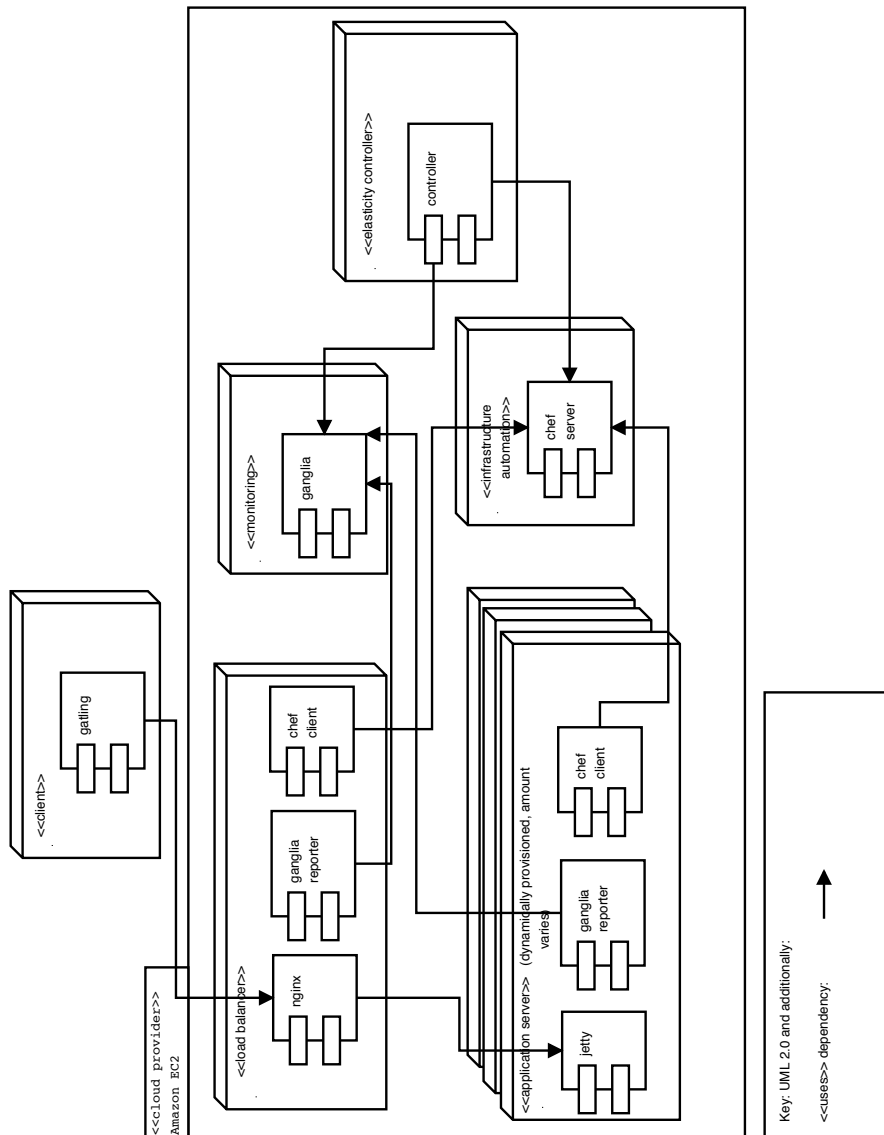 <<client>>
gatling
<<cloud provider>>
Amazon EC2
<<load balancer>>
nginx
ganglia
reporter
chef
client
<<monitoring>>
ganglia
<<elasticity controller>>
controller
<<infrastructure
automation>>
chef
server
<<application server>> (dynamically provisioned, amount
varies)
jetty
ganglia
reporter
chef
client
Key: UML 2.0 and additionally:
<<uses>> dependency: